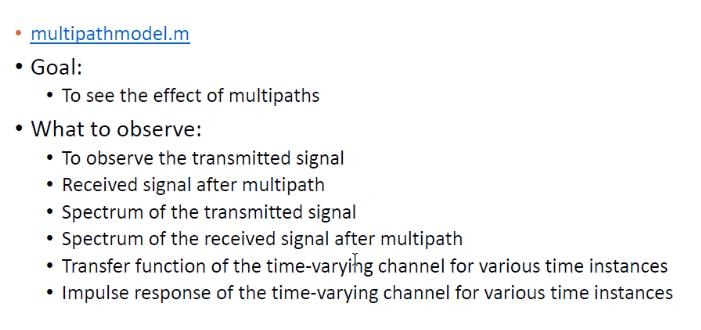 • multipathmodel.m
• Goal:
• To see the effect of multipaths
• What to observe:
• To observe the transmitted signal
• Received signal after multipath
• Spectrum of the transmitted signal
• Spectrum of the received signal after multipath
• Transfer function of the time-varying channel for various time instances
• Impulse response of the time-varying channel for various time instances